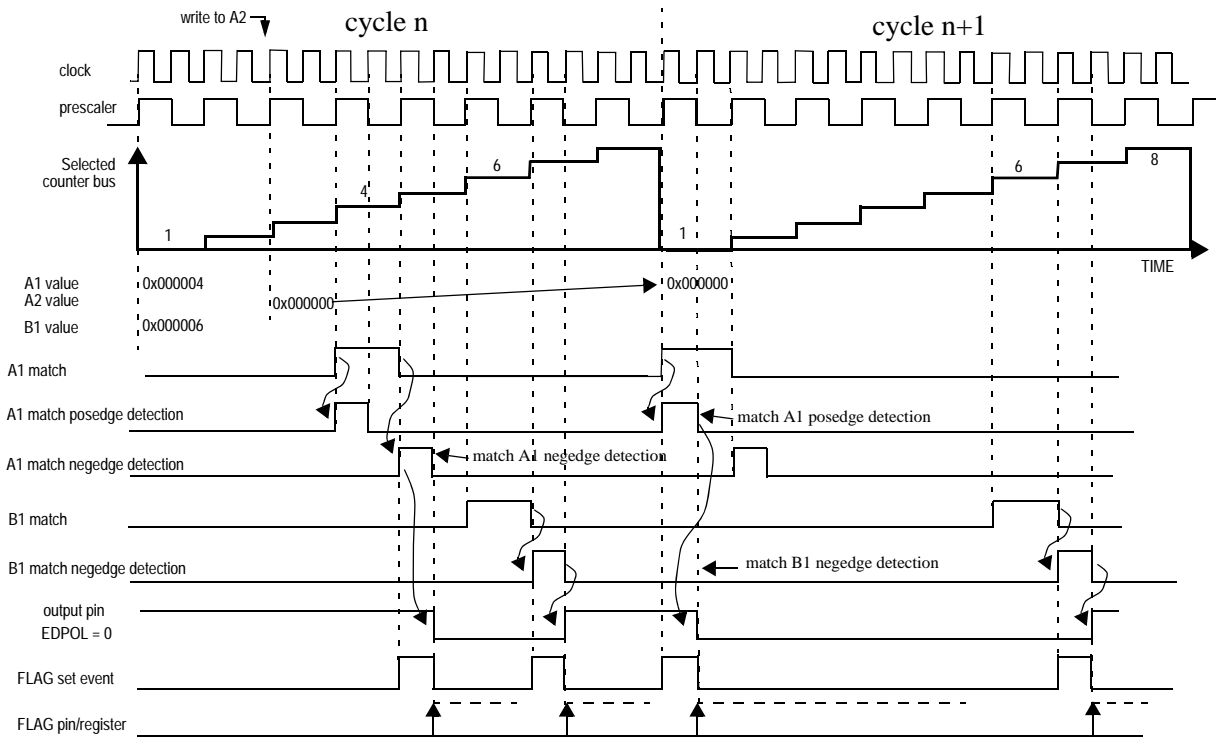 write to A2
cycle n
cycle n+1
clock
prescaler
Selected
counter bus
1
4
6
1
6
8
TIME
A1 value
0x000004
0x000000
A2 value
0x000000
B1 value
0x000006
A1 match
A1 match posedge detection
match A1 posedge detection
A1 match negedge detection
match A1 negedge detection
B1 match
B1 match negedge detection
match B1 negedge detection
output pin
EDPOL = 0
FLAG set event
FLAG pin/register